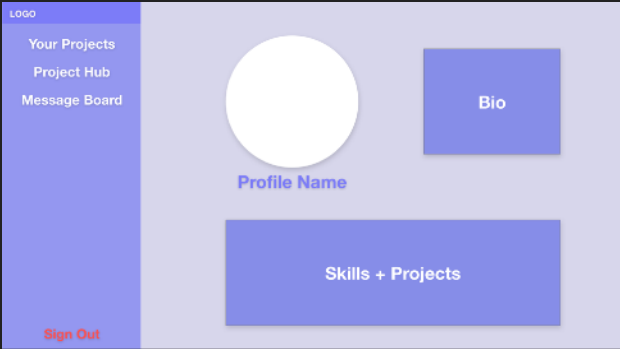 LOGO
Your Projects
Project Hub
Message Board
Sign Out
Profile Name
Bio
Skills + Projects